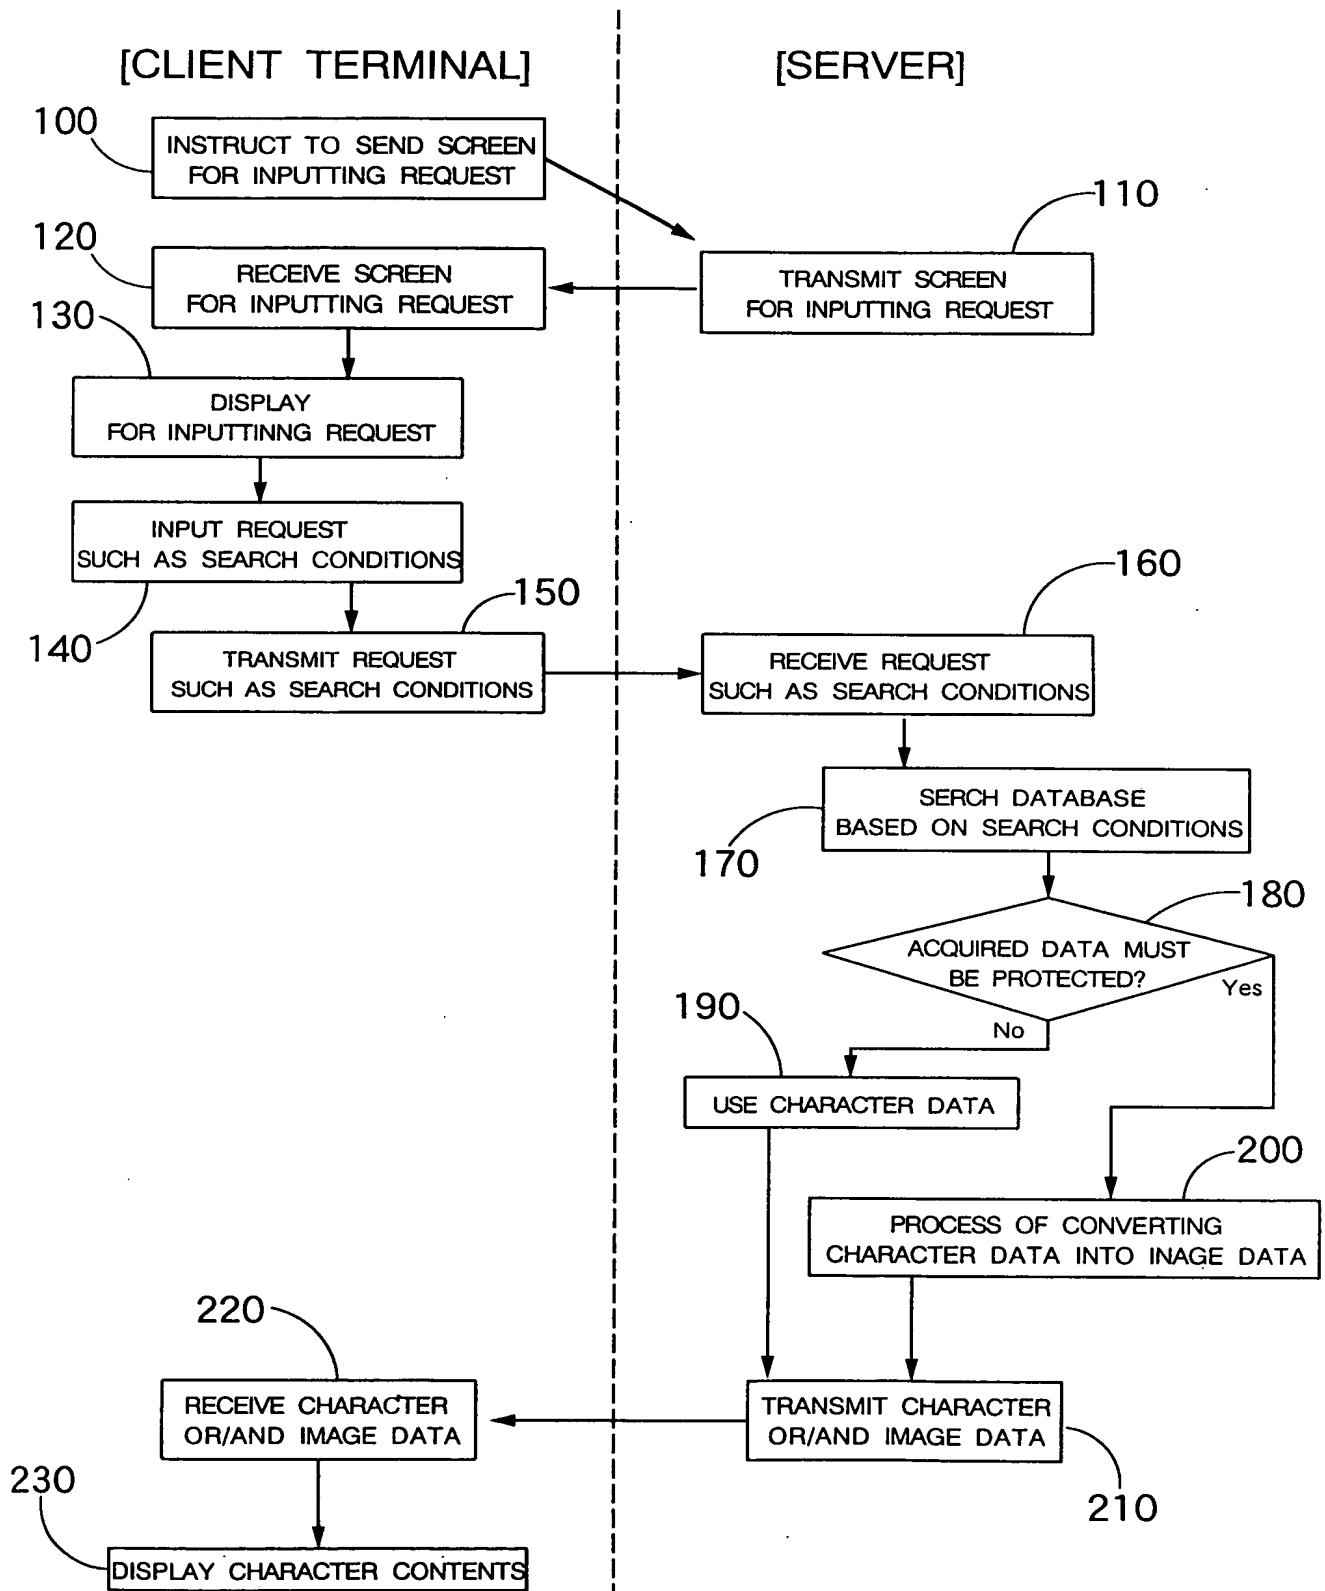 [CLIENT TERMINAL]
[SERVER]
100
INSTRUCT TO SEND SCREEN
FOR INPUTTING REQUEST
110
TRANSMIT SCREEN
FOR INPUTTING REQUEST
120
RECEIVE SCREEN
FOR INPUTTING REQUEST
130
DISPLAY
FOR INPUTTINNG REQUEST
INPUT REQUEST
SUCH AS SEARCH CONDITIONS
140
150
TRANSMIT REQUEST
SUCH AS SEARCH CONDITIONS
160
RECEIVE REQUEST
SUCH AS SEARCH CONDITIONS
SERCH DATABASE
BASED ON SEARCH CONDITIONS
170
180
ACQUIRED DATA MUST
BE PROTECTED?
Yes
No
190
USE CHARACTER DATA
200
PROCESS OF CONVERTING
CHARACTER DATA INTO INAGE DATA
TRANSMIT CHARACTER
OR/AND IMAGE DATA
210
220
RECEIVE CHARACTER
OR/AND IMAGE DATA
230
DISPLAY CHARACTER CONTENTS